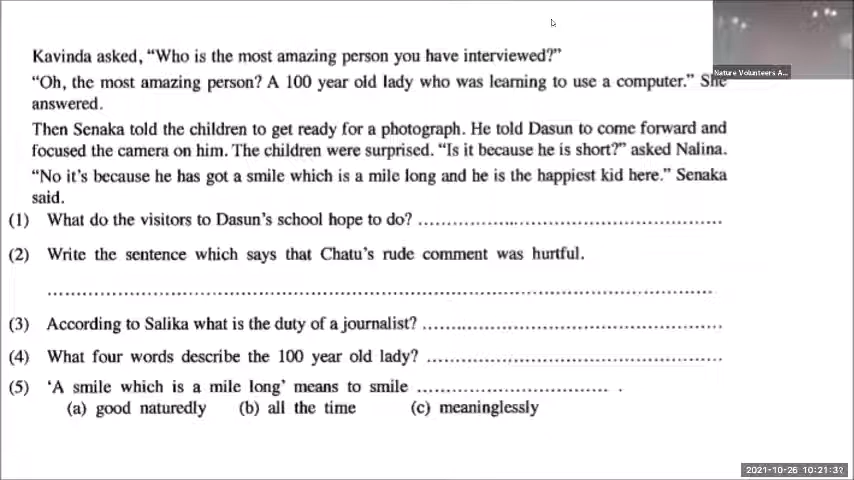 Kavinda asked, “Who is the most amazing person you have interviewed?”
“Oh, the most amazing person? A 100 year old lady who was learning to use a computer.” She
answered.
Then Senaka told the children to get ready for a photograph. He told Dasun to come forward and
focused the camera on him. The children were surprised. “Is it because he is short?” asked Nalina.
“No it’s because he has got a smile which is a mile long and he is the happiest kid here.” Senaka
said.
(1) What do the visitors to Dasun’s school hope to do? ........................................................
(2) Write the sentence which says that Chatu’s rude comment was hurtful.
........................................................................................................................
(3) According to Salika what is the duty of a journalist? ........................................................
(4) What four words describe the 100 year old lady? ........................................................
(5) ‘A smile which is a mile long’ means to smile .................................... .
(a) good naturedly (b) all the time (c) meaninglessly
Nature Volunteers A...
2021-10-26 10:21:3?